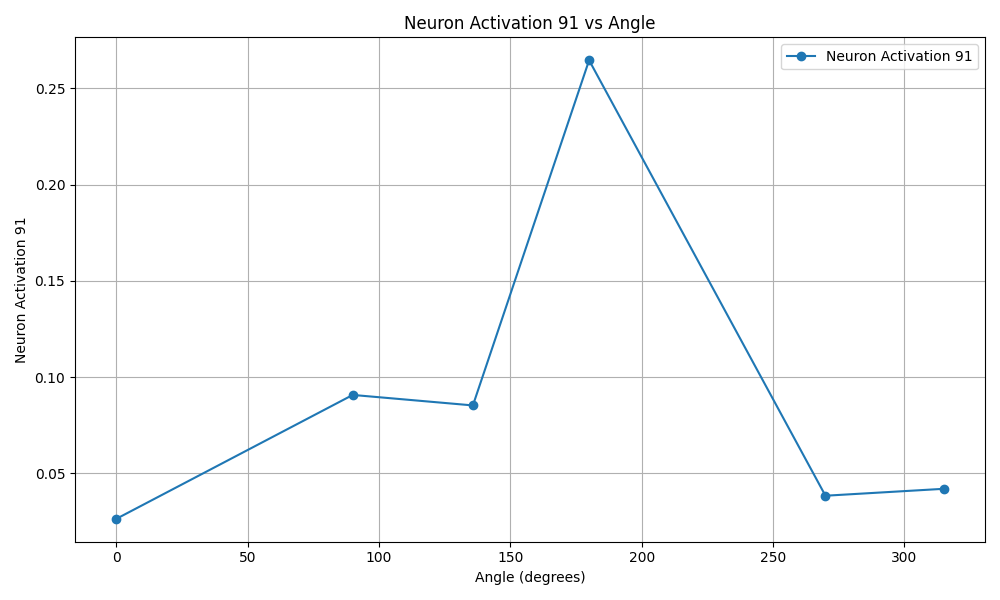 Neuron Activation 91 vs Angle
Neuron Activation 91
0.25
0.20
0.15
0.10
0.05
Neuron Activation 91
0 50 100 150 200 250 300
Angle (degrees)